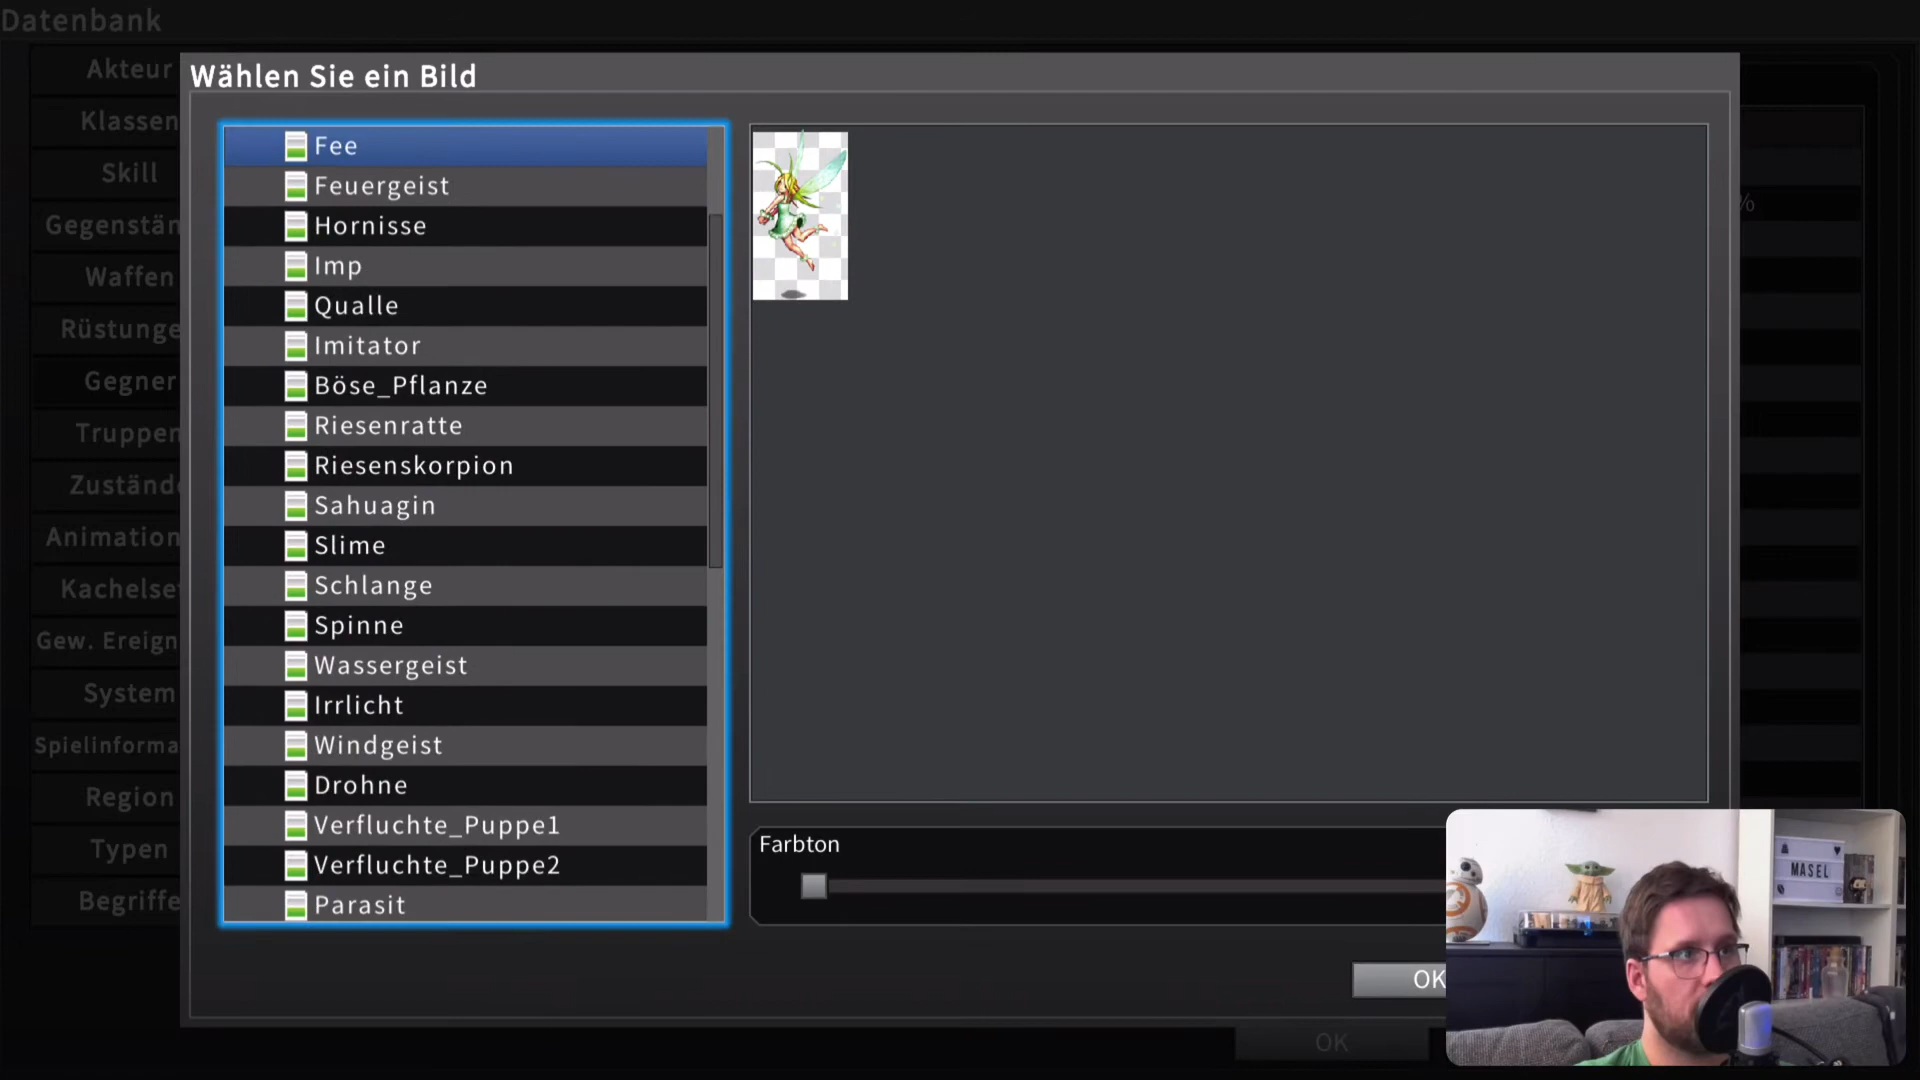 Datenbank
Akteur
Klassen
Skill
Gegenstän
Waffen
Rüstunge
Gegner
Truppen
Zustände
Animation
Kachelset
Gew. Ereign
System
Spielinforma
Region
Typen
Begriffe
Wählen Sie ein Bild
Fee
Feuergeist
Hornisse
Imp
Qualle
Imitator
Böse_Pflanze
Riesenratte
Riesenskorpion
Sahuagin
Slime
Schlange
Spinne
Wassergeist
Irrlicht
Windgeist
Drohne
Verfluchte_Puppe1
Verfluchte_Puppe2
Parasit
Farbton
OK
OK
%
MASEL